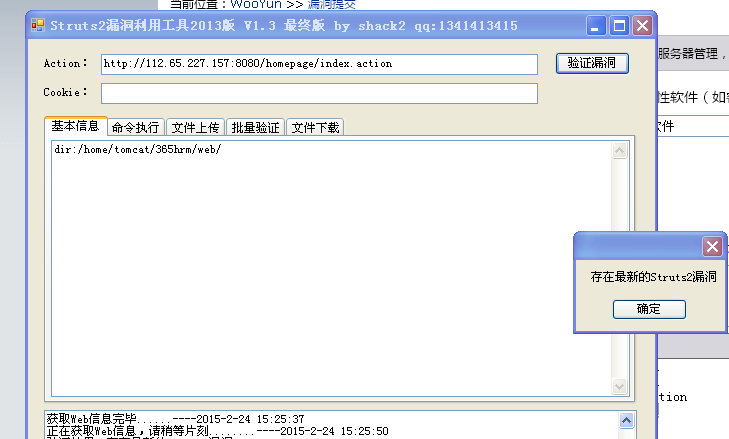 当前位置：WooYun >> 漏洞提交
Struts2漏洞利用工具2013版 V1.3 最终版 by shack2 qq:1341413415
服务器管理，
Action： http://112.65.227.157:8080/homepage/index.action 验证漏洞
Cookie：
性软件（如客
软件
基本信息 命令执行 文件上传 批量验证 文件下载
dir:/home/tomcat/365hrm/web/
存在最新的Struts2漏洞
确定
tion
获取Web信息完毕......----2015-2-24 15:25:37
正在获取Web信息，请稍等片刻........----2015-2-24 15:25:50